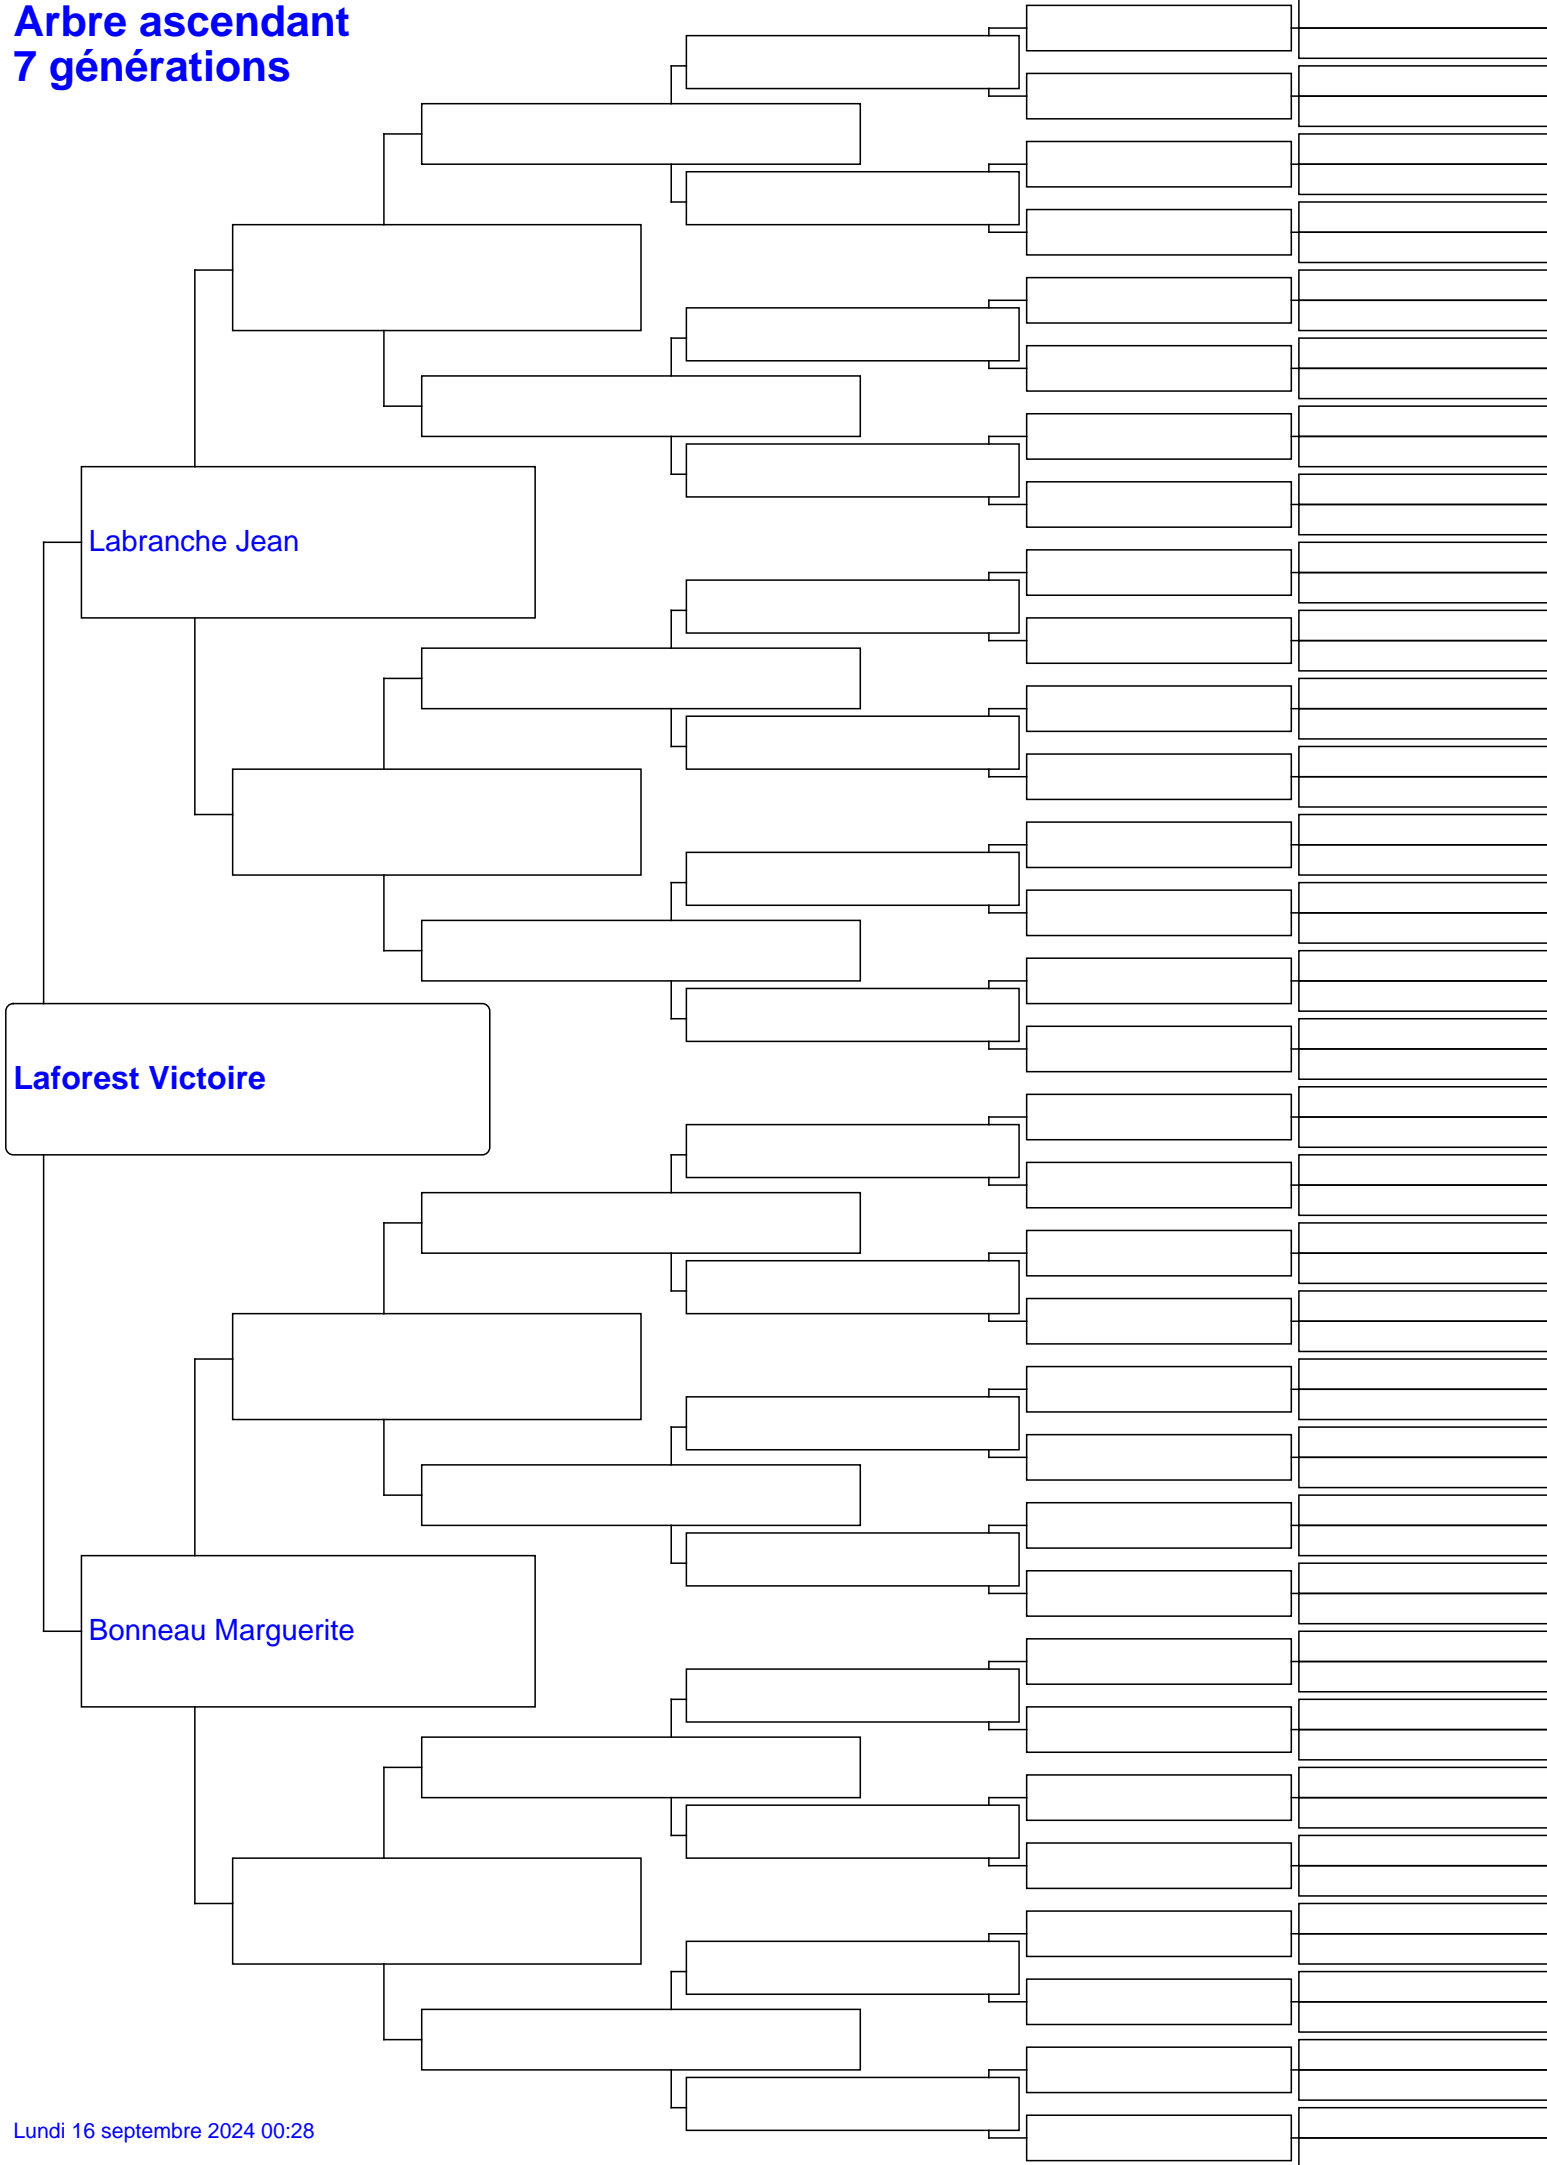 Arbre ascendant
7 générations
Labranche Jean
Laforest Victoire
Bonneau Marguerite
Lundi 16 septembre 2024 00:28